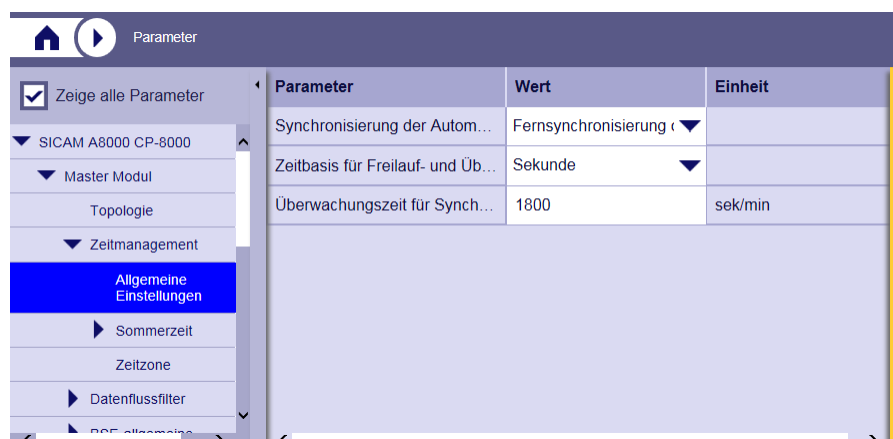 Parameter
Zeige alle Parameter
SICAM A8000 CP-8000
Master Modul
Topologie
Zeitmanagement
Allgemeine
Einstellungen
Sommerzeit
Zeitzone
Datenflussfilter
Parameter Wert Einheit
Synchronisierung der Autom... Fernsynchronisierung
Zeitbasis für Freilauf- und Üb... Sekunde
Überwachungszeit für Synch... 1800 sek/min